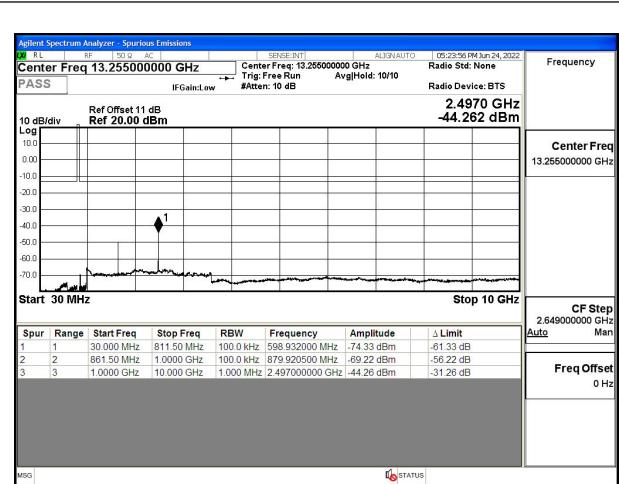 Agilent Spectrum Analyzer - Spurious Emissions
RL RF 50 Ω AC SENSE:INT ALIGNAUTO 05:23:56 PM Jun 24, 2022
Center Freq 13.255000000 GHz Center Freq: 13.255000000 GHz Radio Std: None
Trig: Free Run Avg|Hold: 10/10
PASS IFGain:Low #Atten: 10 dB Radio Device: BTS
Frequency
Ref Offset 11 dB 2.4970 GHz
10 dB/div Ref 20.00 dBm -44.262 dBm
Log
10.0
0.00
-10.0
-20.0
-30.0
-40.0
-50.0
-60.0
-70.0
1
Start 30 MHz Stop 10 GHz
Center Freq
13.255000000 GHz
CF Step
2.649000000 GHz
Auto Man
Freq Offset
0 Hz
Spur Range Start Freq Stop Freq RBW Frequency Amplitude Δ Limit
1 1 30.000 MHz 811.50 MHz 100.0 kHz 598.932000 MHz -74.33 dBm -61.33 dB
2 2 861.50 MHz 1.0000 GHz 100.0 kHz 879.920500 MHz -69.22 dBm -56.22 dB
3 3 1.0000 GHz 10.000 GHz 1.000 MHz 2.497000000 GHz -44.26 dBm -31.26 dB
MSG STATUS